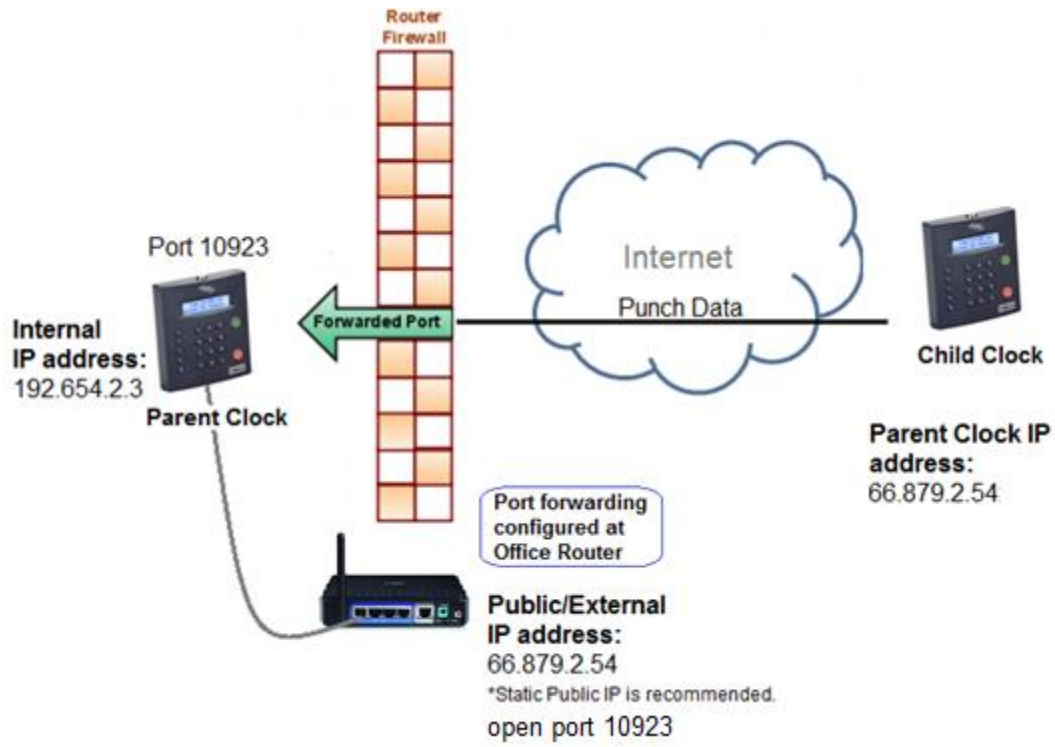 Router
Firewall
Port 10923
Internal
IP address:
192.654.2.3
Parent Clock
Forwarded Port
Internet
Punch Data
Child Clock
Parent Clock IP
address:
66.879.2.54
Port forwarding
configured at
Office Router
Public/External
IP address:
66.879.2.54
*Static Public IP is recommended.
open port 10923